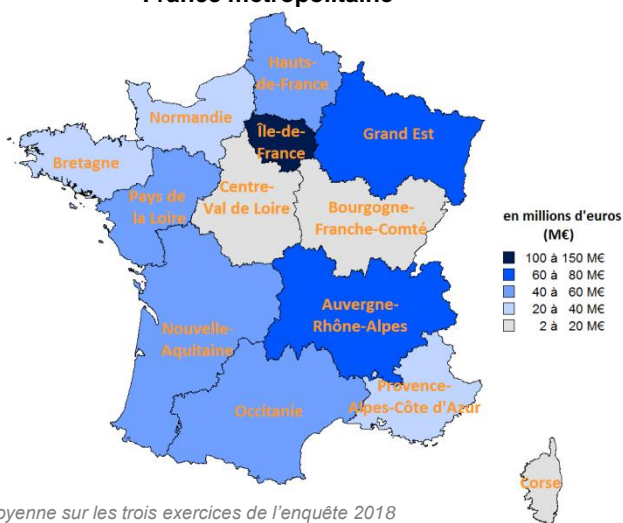 France métropolitaine
Hauts-
de-France
Normandie
Île-de-
France
Grand Est
Bretagne
Pays de
la Loire
Centre-
Val de Loire
Bourgogne-
Franche-Comté
en millions d'euros
(M€)
100 à 150 M€
60 à 80 M€
40 à 60 M€
20 à 40 M€
2 à 20 M€
Auvergne-
Rhône-Alpes
Nouvelle-
Aquitaine
Provence-
Alpes-Côte d'Azur
Occitanie
Corse
sur les trois exercices de l'enquête 2018